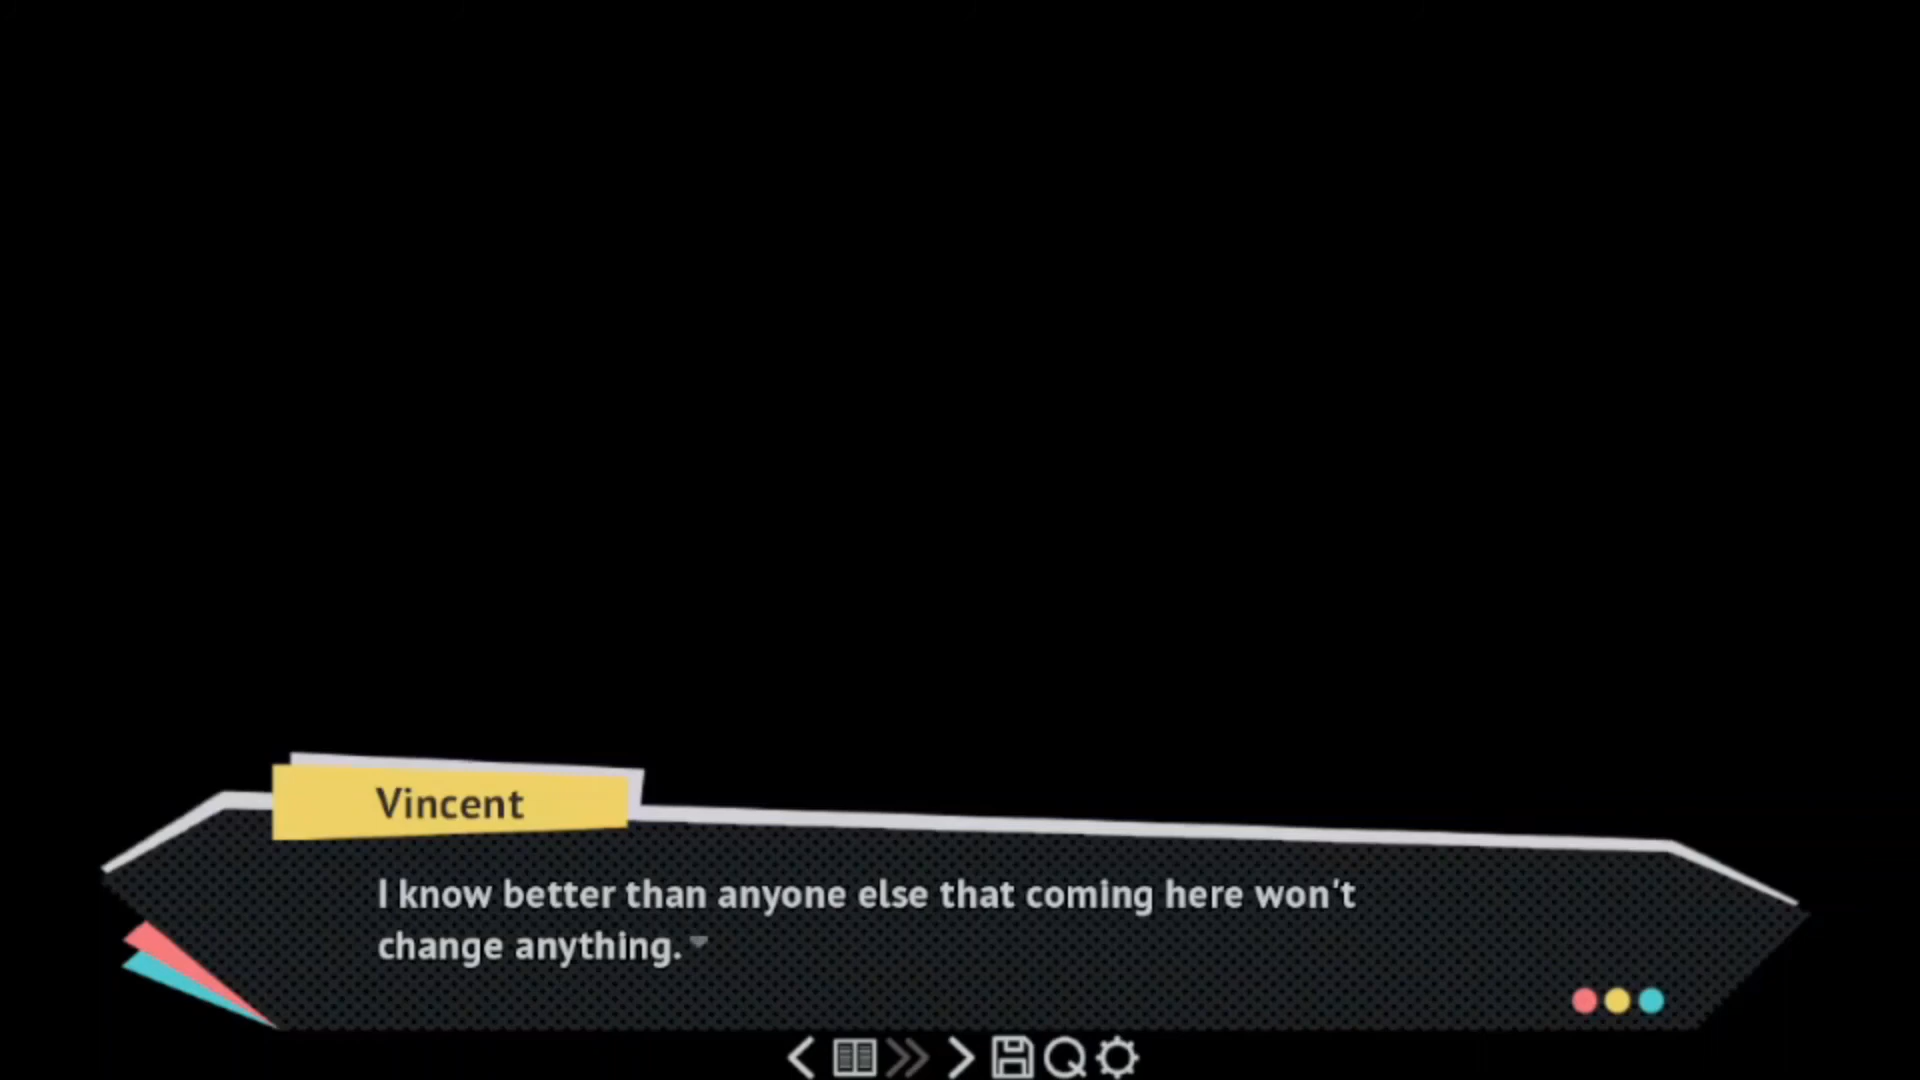 Vincent
I know better than anyone else that coming here won't
change anything.